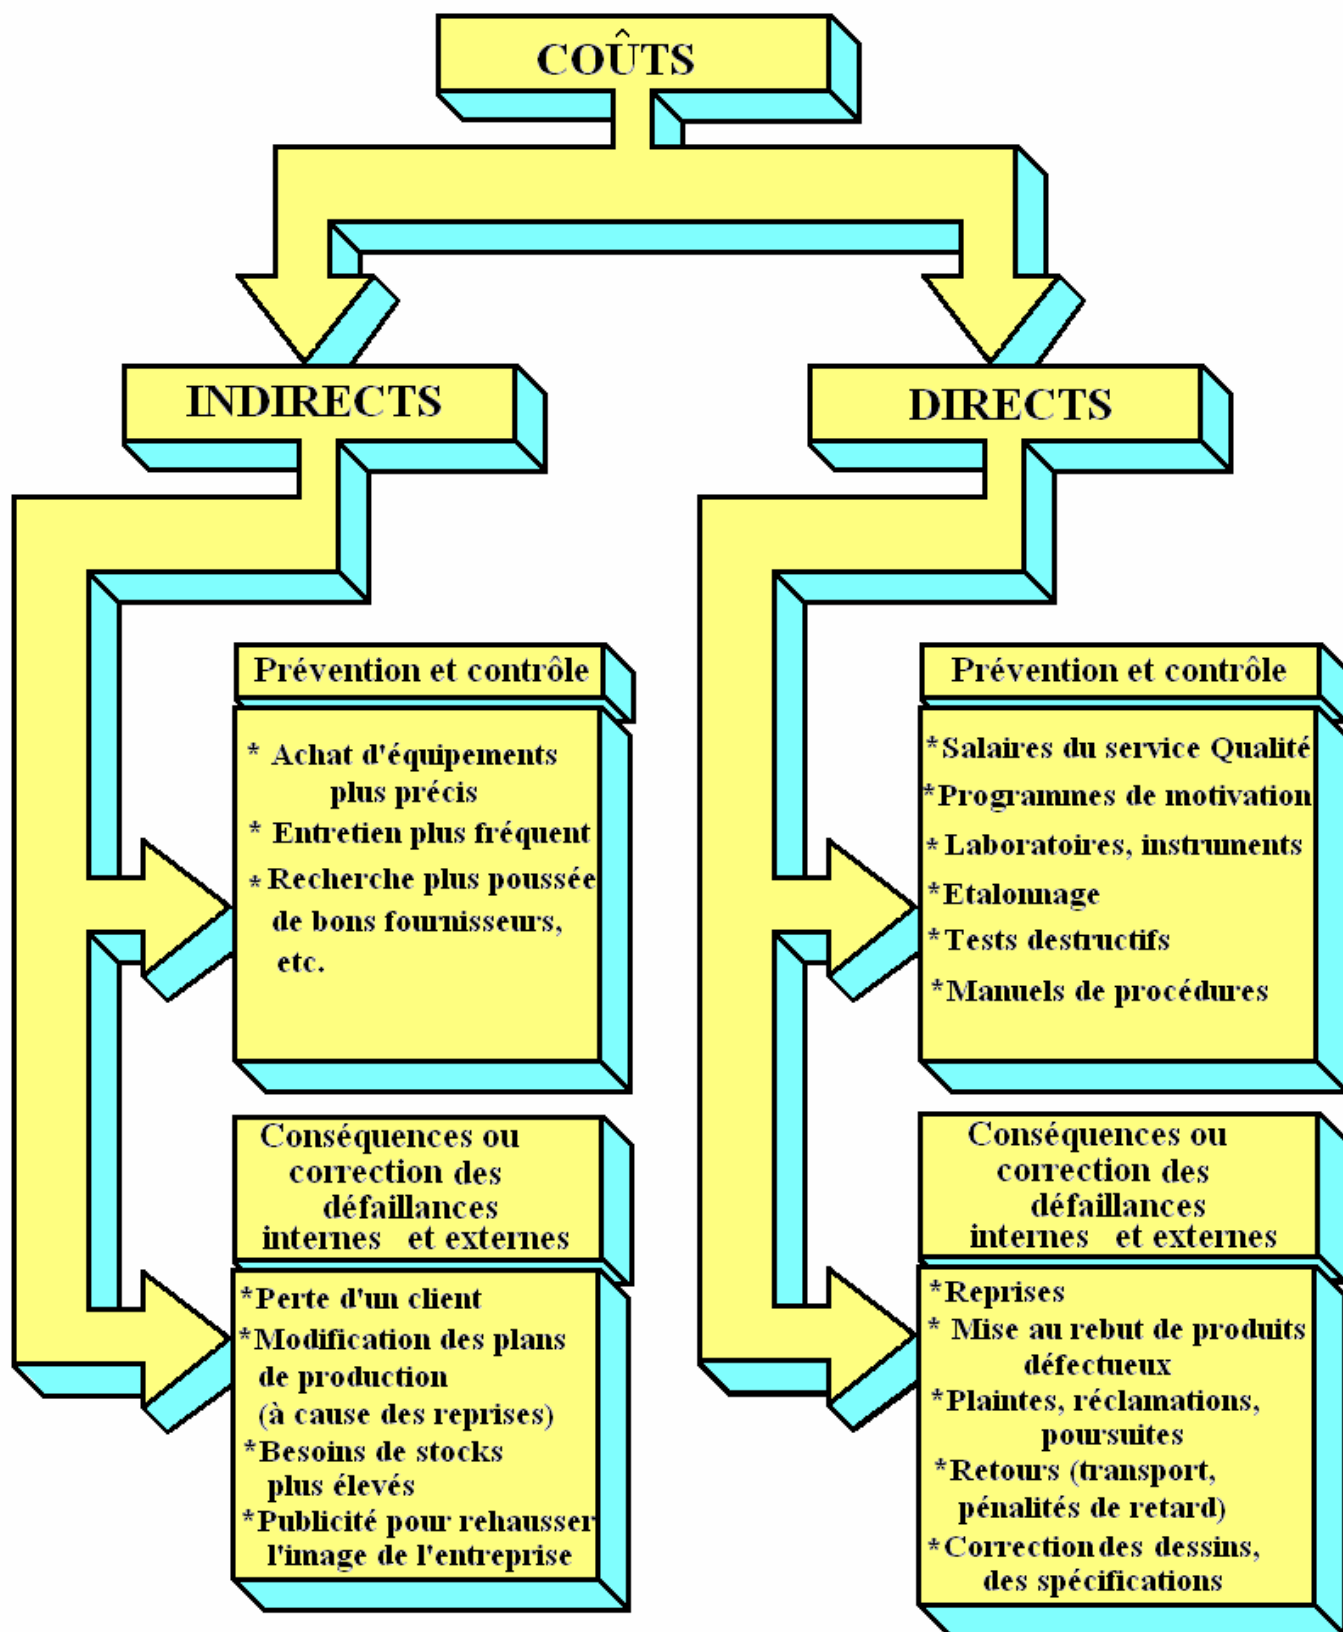 COÛTS
INDIRECTS
Prévention et contrôle
* Achat d'équipements
plus précis
* Entretien plus fréquent
* Recherche plus poussée
de bons fournisseurs,
etc.
Conséquences ou
correction des
défaillances
internes et externes
*Perte d'un client
*Modification des plans
de production
(à cause des reprises)
*Besoins de stocks
plus élevés
*Publicité pour rehausser
l'image de l'entreprise
DIRECTS
Prévention et contrôle
*Salaires du service Qualité
*Programmes de motivation
*Laboratoires, instruments
*Etalonnage
*Tests destructifs
*Manuels de procédures
Conséquences ou
correction des
défaillances
internes et externes
*Reprises
* Mise au rebut de produits
défectueux
*Plaintes, réclamations,
poursuites
*Retours (transport,
pénalités de retard)
*Correction des dessins,
des spécifications